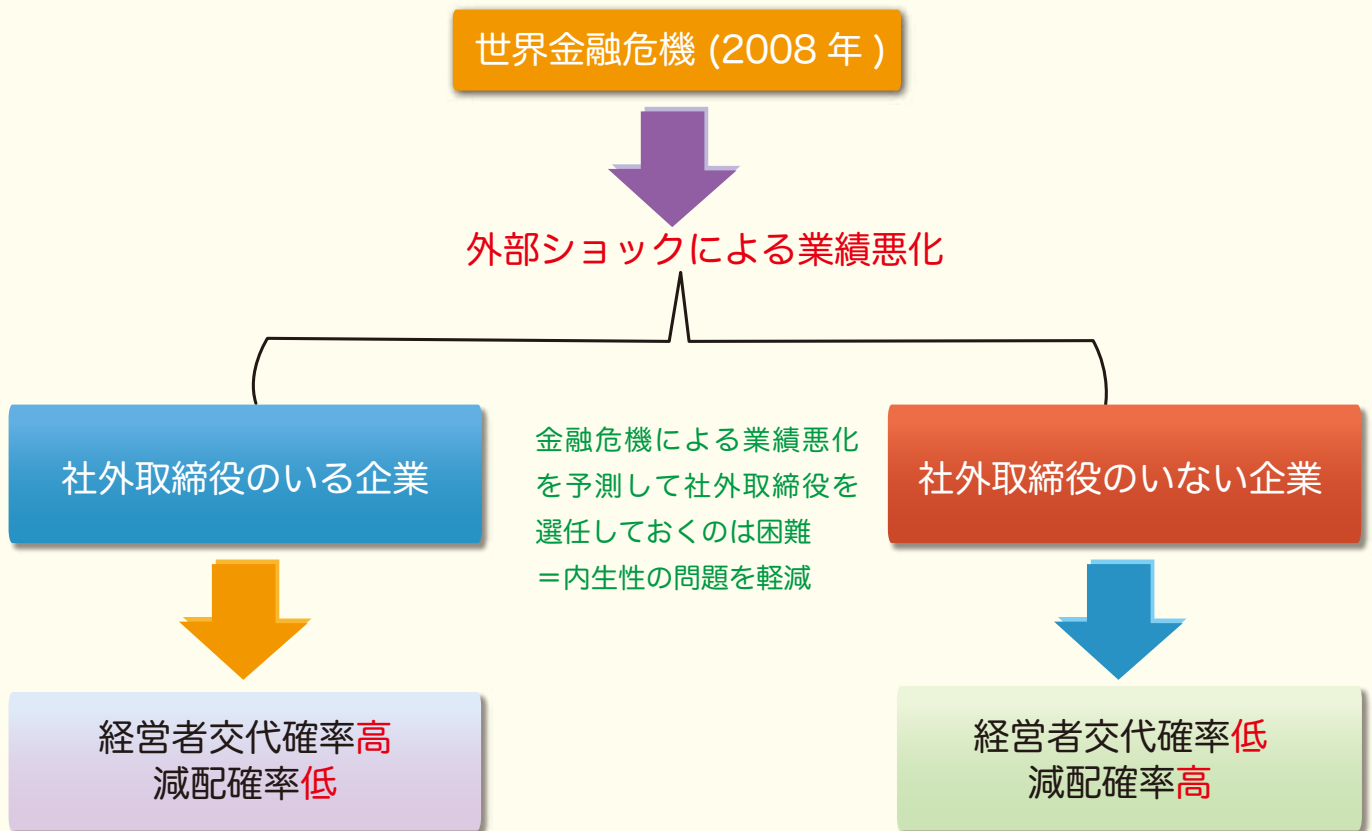 世界金融危機 (2008 年 )
外部ショックによる業績悪化
社外取締役のいる企業
金融危機による業績悪化
を予測して社外取締役を
選任しておくのは困難
＝内生性の問題を軽減
社外取締役のいない企業
経営者交代確率高
減配確率低
経営者交代確率低
減配確率高